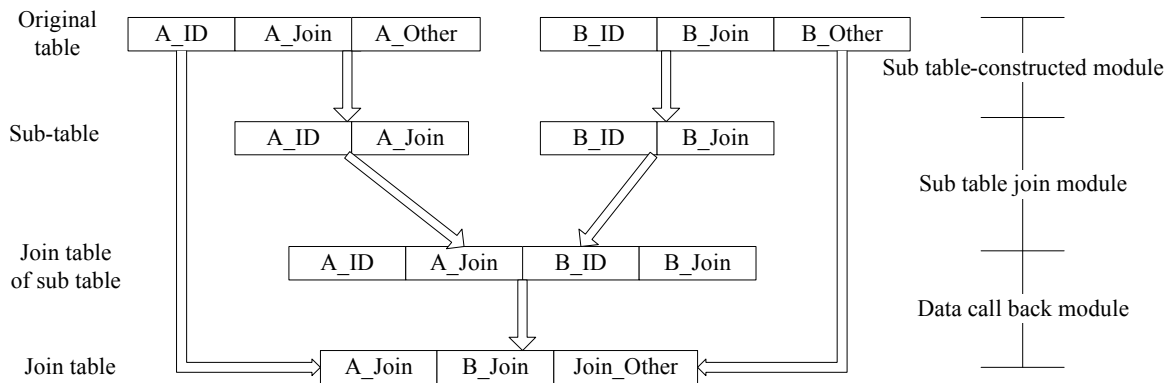 Original
table
A_ID A_Join A_Other
B_ID B_Join B_Other
Sub table-constructed module
Sub-table
A_ID A_Join
B_ID B_Join
Sub table join module
Join table
of sub table
A_ID A_Join B_ID B_Join
Data call back module
Join table
A_Join B_Join Join_Other